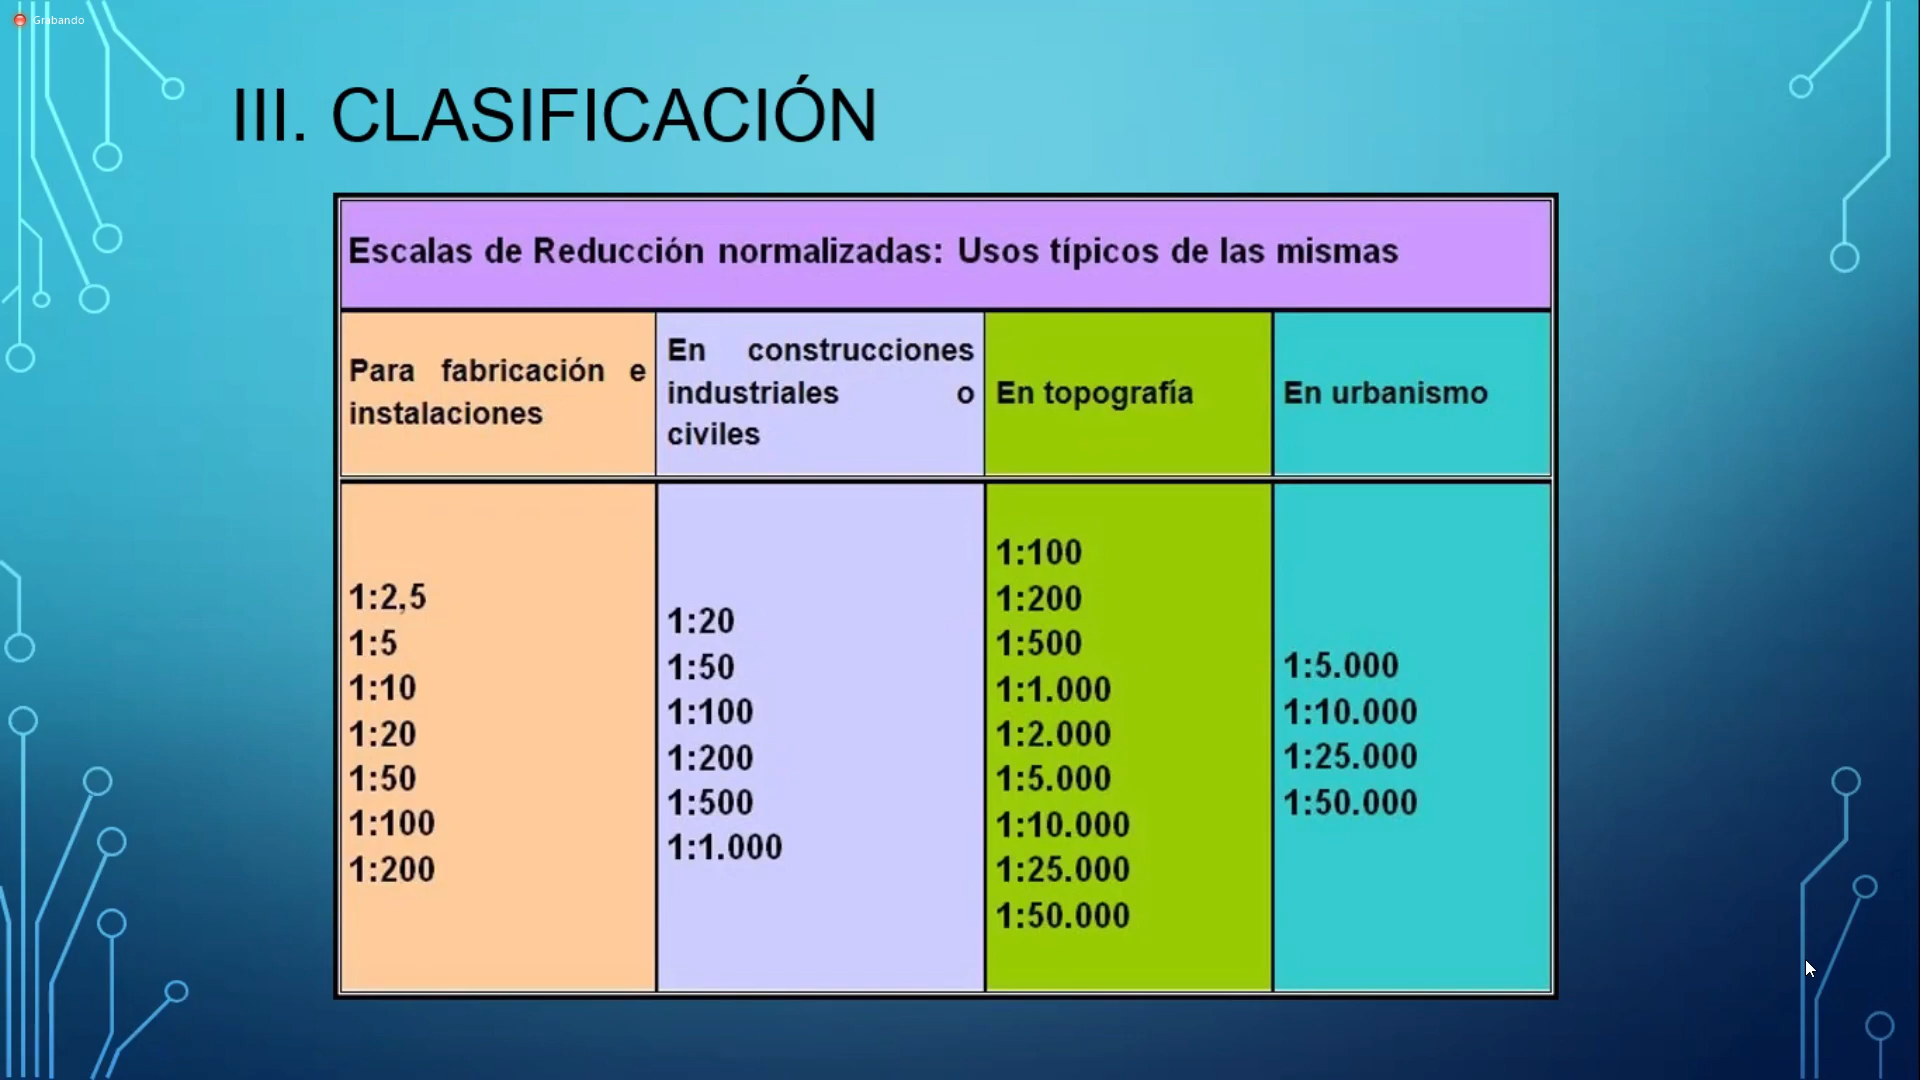 Grabando
III. CLASIFICACIÓN
Escalas de Reducción normalizadas: Usos típicos de las mismas
Para fabricación e
instalaciones
En construcciones
industriales o
civiles
En topografía
En urbanismo
1:2,5
1:5
1:10
1:20
1:50
1:100
1:200
1:20
1:50
1:100
1:200
1:500
1:1.000
1:100
1:200
1:500
1:1.000
1:2.000
1:5.000
1:10.000
1:25.000
1:50.000
1:5.000
1:10.000
1:25.000
1:50.000